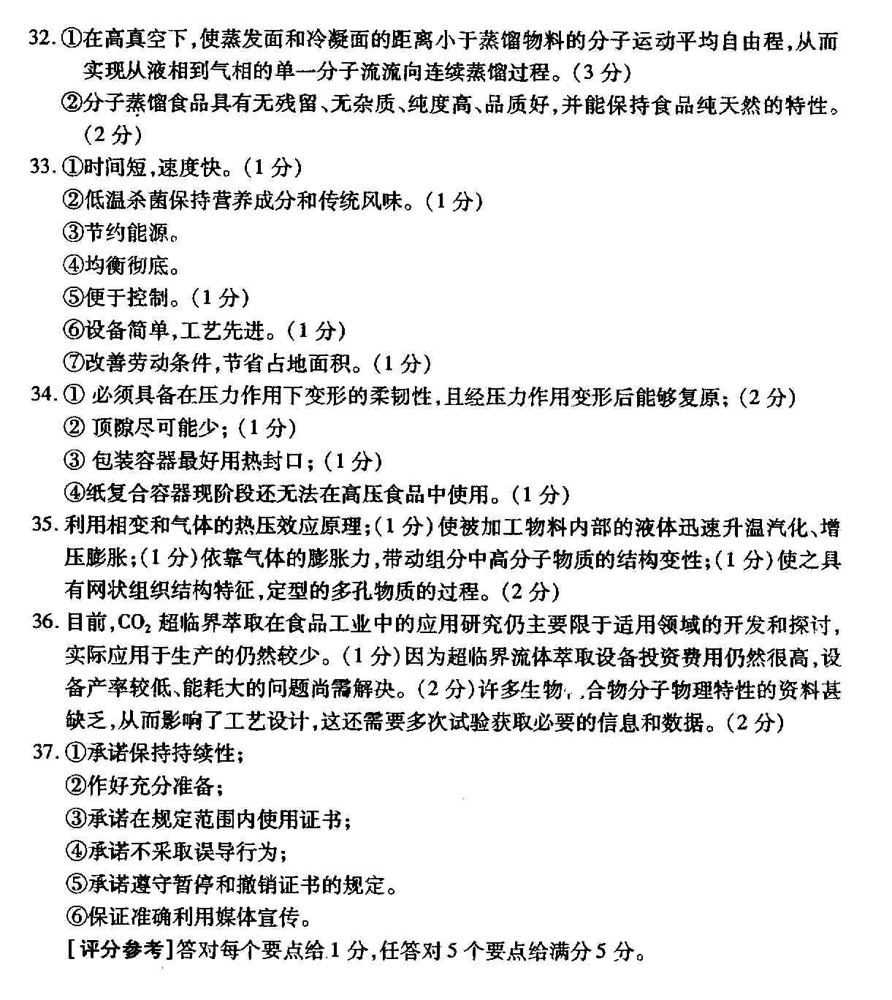 32. ①在高真空下,使蒸发面和冷凝面的距离小于蒸馏物料的分子运动平均自由程,从而
实现从液相到气相的单一分子流流向连续蒸馏过程。(3 分)
②分子蒸馏食品具有无残留、无杂质、纯度高、品质好,并能保持食品纯天然的特性。
(2 分)
33. ①时间短,速度快。(1 分)
②低温杀菌保持营养成分和传统风味。(1 分)
③节约能源。
④均衡彻底。
⑤便于控制。(1 分)
⑥设备简单,工艺先进。(1 分)
⑦改善劳动条件,节省占地面积。(1 分)
34. ① 必须具备在压力作用下变形的柔韧性,且经压力作用变形后能够复原；(2 分)
② 顶隙尽可能少；(1 分)
③ 包装容器最好用热封口；(1 分)
④纸复合容器现阶段还无法在高压食品中使用。(1 分)
35. 利用相变和气体的热压效应原理；(1 分)使被加工物料内部的液体迅速升温汽化、增
压膨胀；(1 分)依靠气体的膨胀力,带动组分中高分子物质的结构变性；(1 分)使之具
有网状组织结构特征,定型的多孔物质的过程。(2 分)
36. 目前,CO₂ 超临界萃取在食品工业中的应用研究仍主要限于适用领域的开发和探讨,
实际应用于生产的仍然较少。(1 分)因为超临界流体萃取设备投资费用仍然很高,设
备产率较低、能耗大的问题尚需解决。(2 分)许多生物 合物分子物理特性的资料甚
缺乏,从而影响了工艺设计,这还需要多次试验获取必要的信息和数据。(2 分)
37. ①承诺保持持续性；
②作好充分准备；
③承诺在规定范围内使用证书；
④承诺不采取误导行为；
⑤承诺遵守暂停和撤销证书的规定。
⑥保证准确利用媒体宣传。
[评分参考]答对每个要点给 1 分,任答对 5 个要点给满分 5 分。